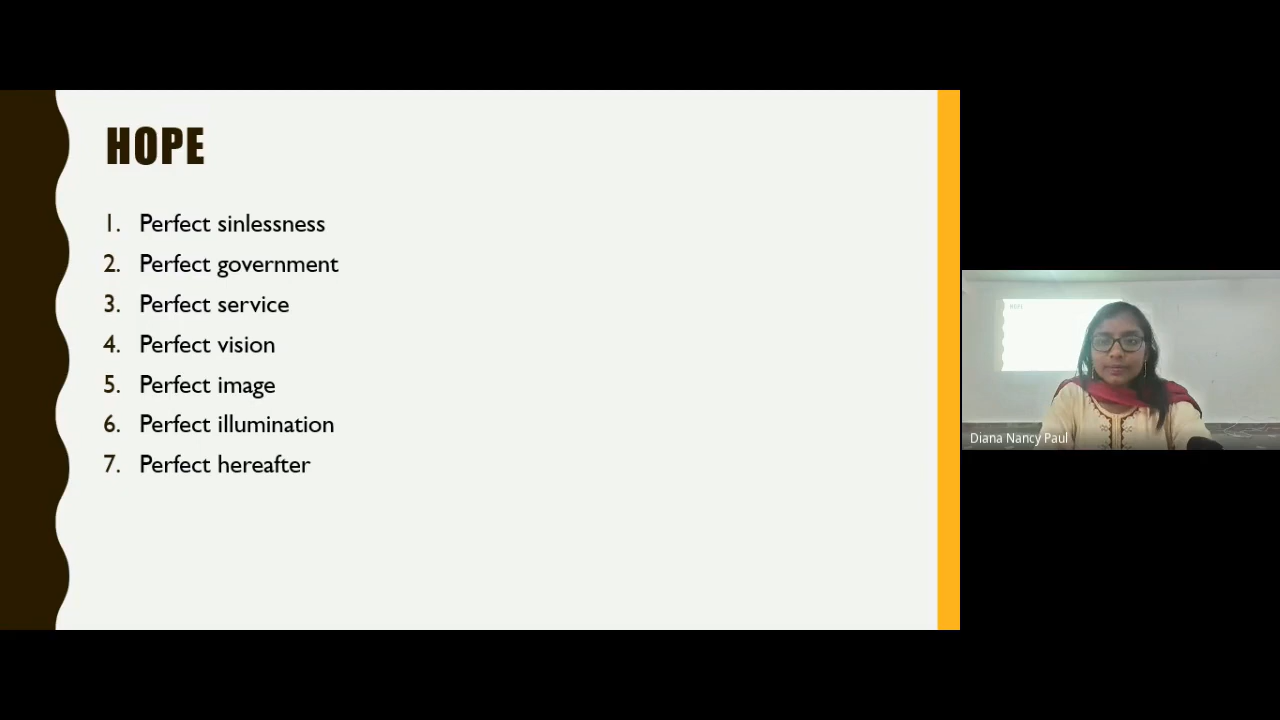 HOPE
1. Perfect sinlessness
2. Perfect government
3. Perfect service
4. Perfect vision
5. Perfect image
6. Perfect illumination
7. Perfect hereafter
Diana Nancy Paul